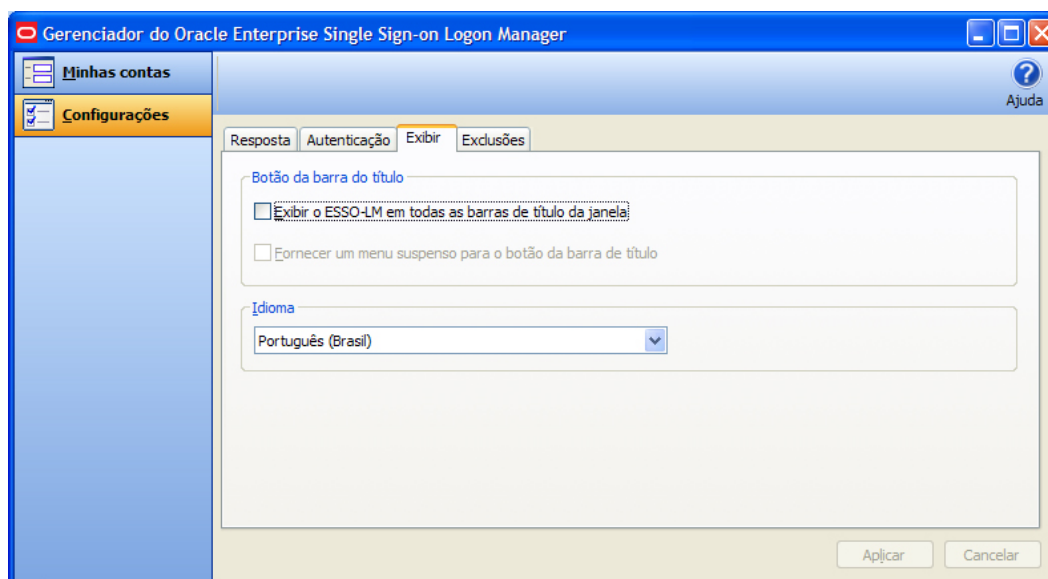 Gerenciador do Oracle Enterprise Single Sign-on Logon Manager
Minhas contas
Configurações
Ajuda
Resposta Autenticação Exibir Exclusões
Botão da barra do título
Exibir o ESSO-LM em todas as barras de título da janela
Fornecer um menu suspenso para o botão da barra de título
Idioma
Português (Brasil)
Aplicar Cancelar